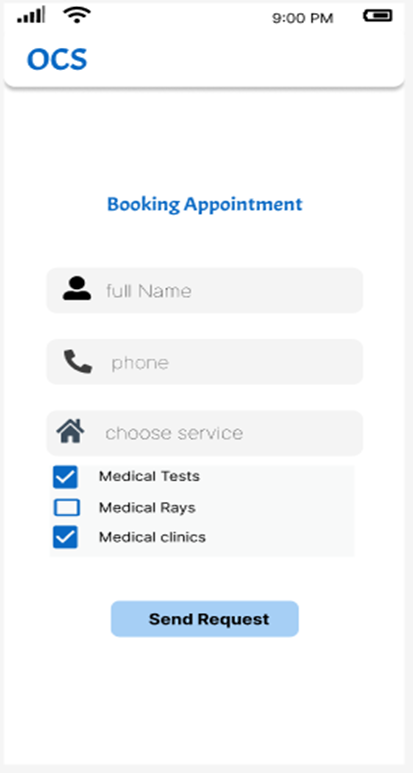 9:00 PM
OCS
Booking Appointment
full Name
phone
choose service
Medical Tests
Medical Rays
Medical clinics
Send Request